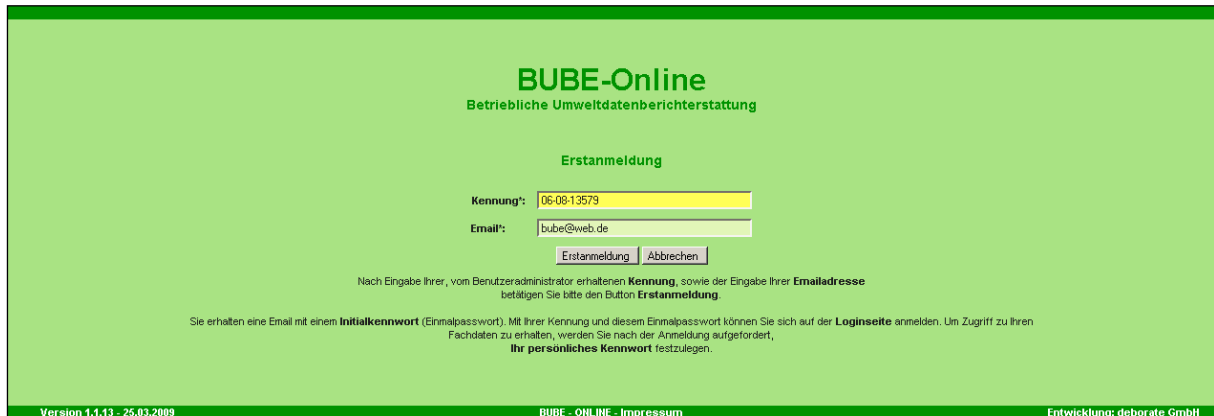 BUBE-Online
Betriebliche Umweltdatenberichterstattung
Erstanmeldung
Kennung*: 06-08-13579
Email*: bube@web.de
Erstanmeldung Abbrechen
Nach Eingabe Ihrer, vom Benutzeradministrator erhaltenen Kennung, sowie der Eingabe Ihrer Emailadresse
betätigen Sie bitte den Button Erstanmeldung.
Sie erhalten eine Email mit einem Initialkennwort (Einmalpasswort). Mit Ihrer Kennung und diesem Einmalpasswort können Sie sich auf der Loginseite anmelden. Um Zugriff zu Ihren
Fachdaten zu erhalten, werden Sie nach der Anmeldung aufgefordert,
Ihr persönliches Kennwort festzulegen.
Version 1.1.13 - 25.03.2009 BUBE - ONLINE - Impressum Entwicklung: deborate GmbH